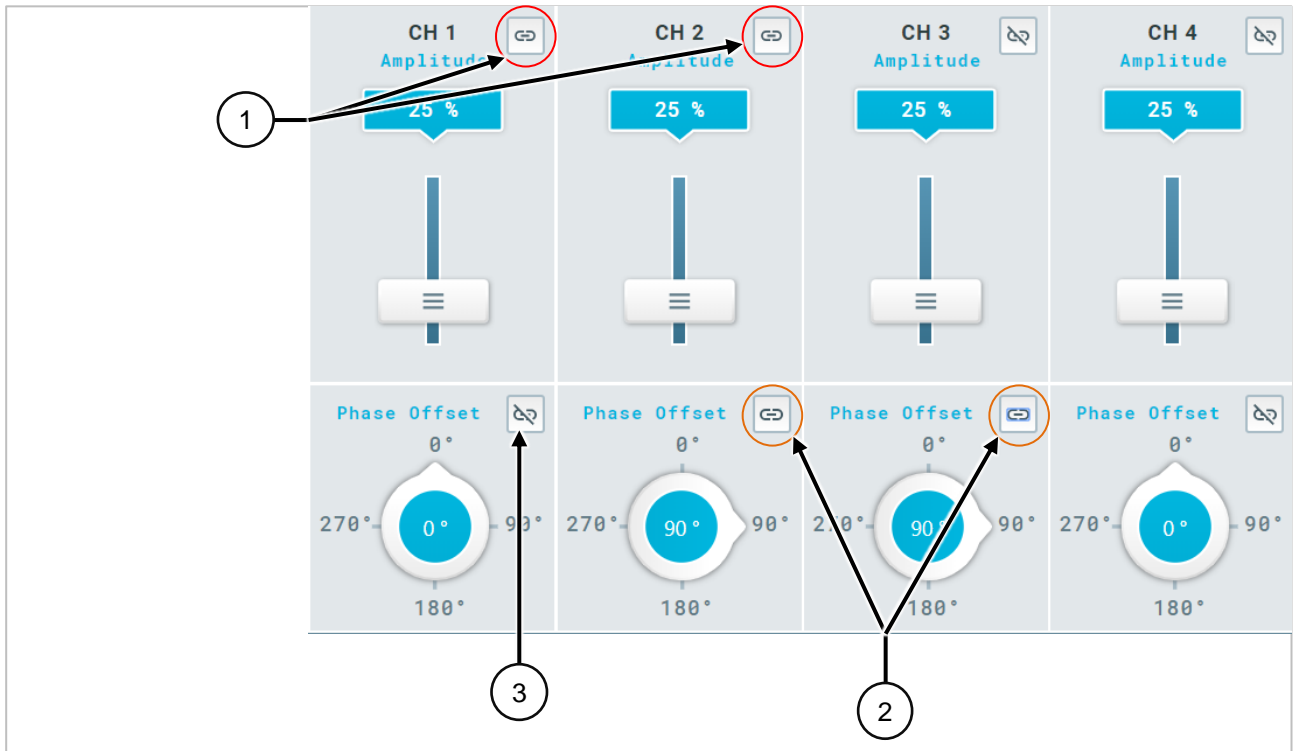 CH 1
Amplitude
25 %
CH 2
Amplitude
25 %
CH 3
Amplitude
25 %
CH 4
Amplitude
25 %
1
Phase Offset
0°
270°
0 °
90°
180°
Phase Offset
0°
270°
90 °
90°
180°
Phase Offset
0°
270°
90 °
90°
180°
Phase Offset
0°
270°
0 °
90°
180°
3
2